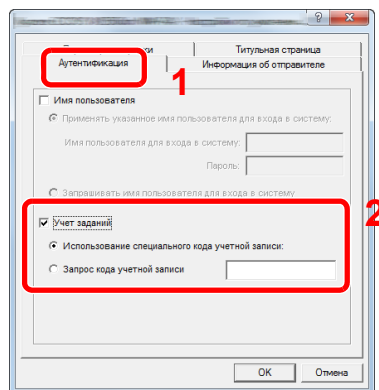 Титульная страница
Аутентификация
Информация об отправителе
1
Имя пользователя
Применять указанное имя пользователя для входа в систему:
Имя пользователя для входа в систему:
Пароль:
Запрашивать имя пользователя для входа в систему
2
Учет заданий
Использование специального кода учетной записи:
Запрос кода учетной записи
OK
Отмена